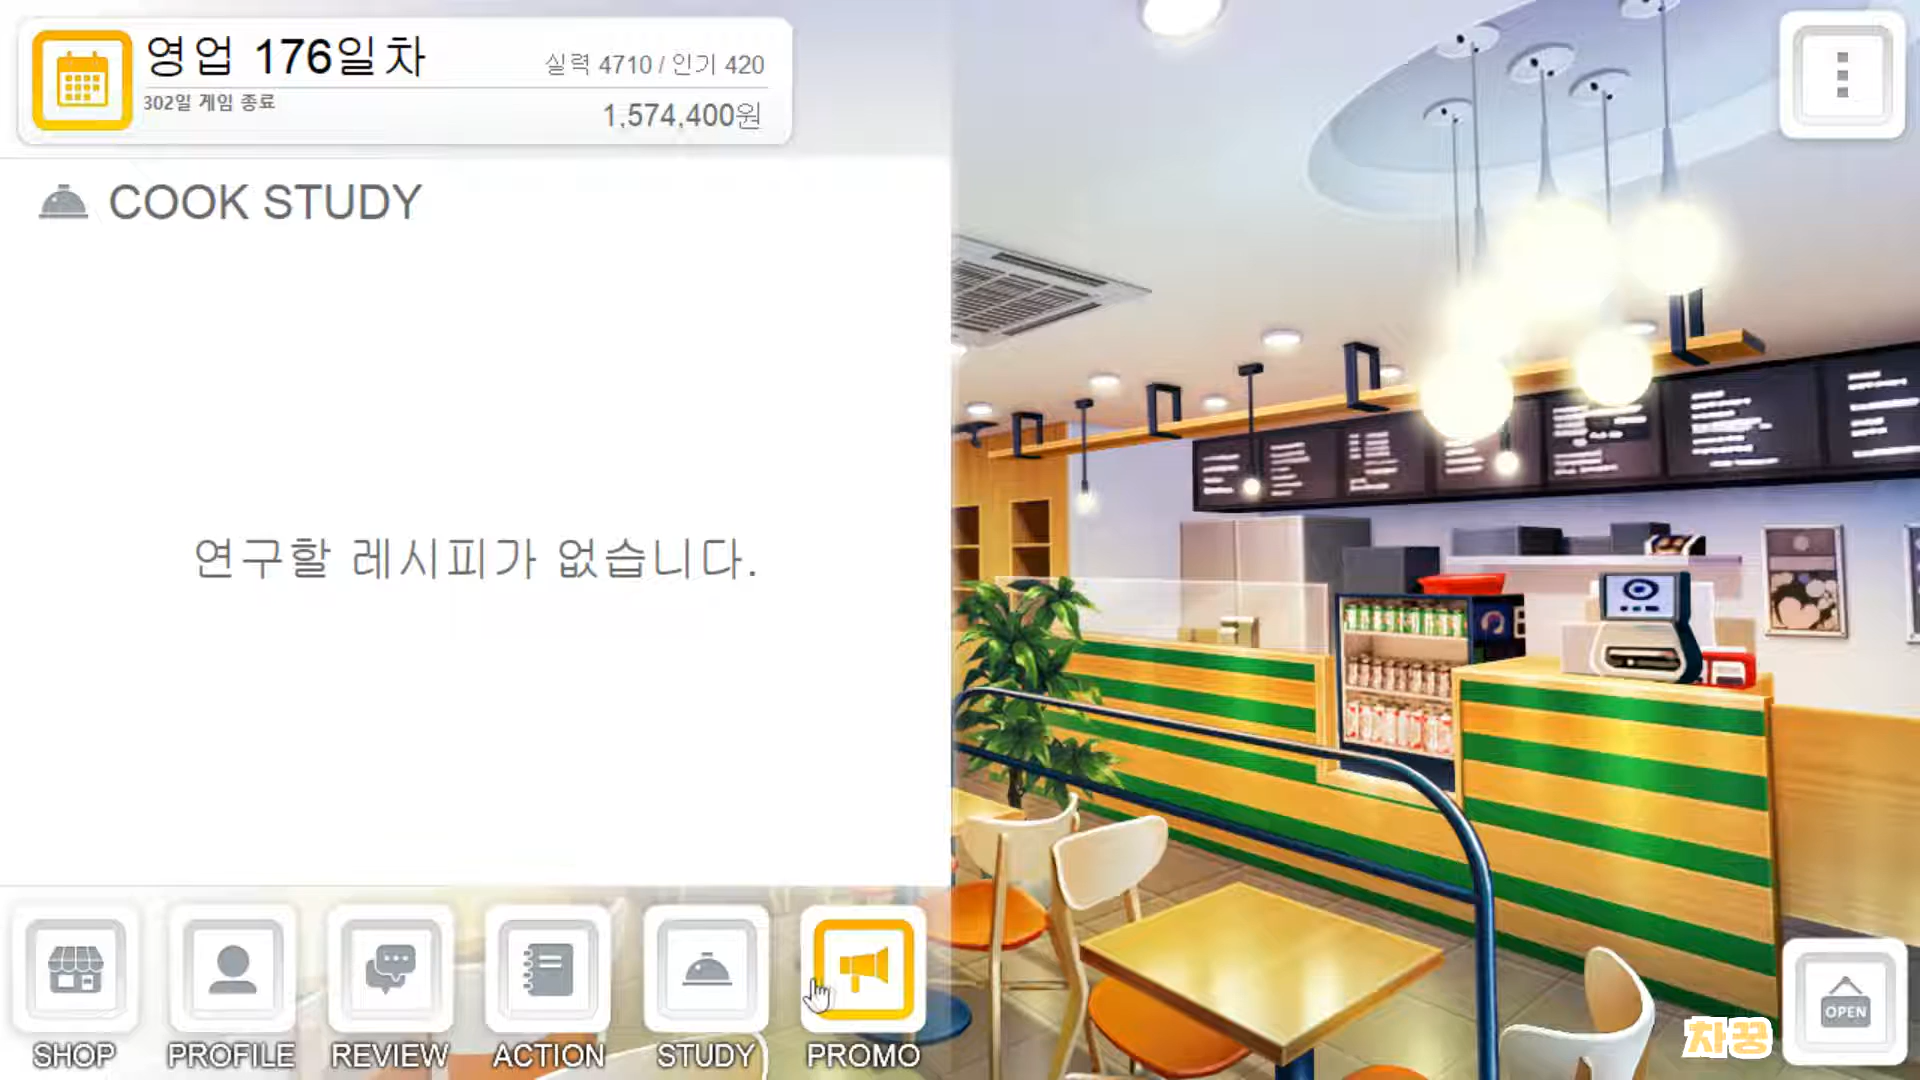 영업 176일차
실력 4710 / 인기 420
302일 게임 종료
1,574,400원
COOK STUDY
연구할 레시피가 없습니다.
OPEN
차꿍
SHOP
PROFILE
REVIEW
ACTION
STUDY
PROMO